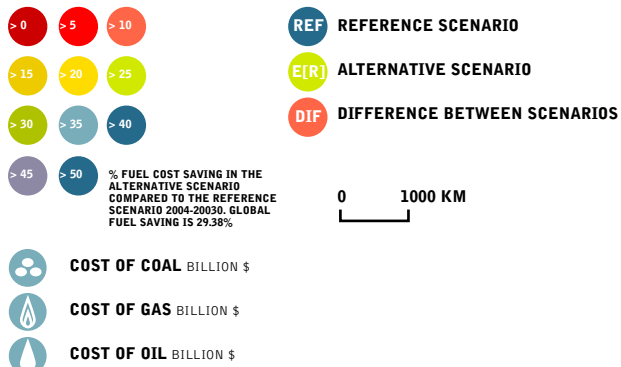 > 0 > 5 > 10
> 15 > 20 > 25
> 30 > 35 > 40
> 45 > 50
% FUEL COST SAVING IN THE
ALTERNATIVE SCENARIO
COMPARED TO THE REFERENCE
SCENARIO 2004-20030. GLOBAL
FUEL SAVING IS 29.38%
REF REFERENCE SCENARIO
E[R] ALTERNATIVE SCENARIO
DIF DIFFERENCE BETWEEN SCENARIOS
0 1000 KM
COST OF COAL BILLION $
COST OF GAS BILLION $
COST OF OIL BILLION $